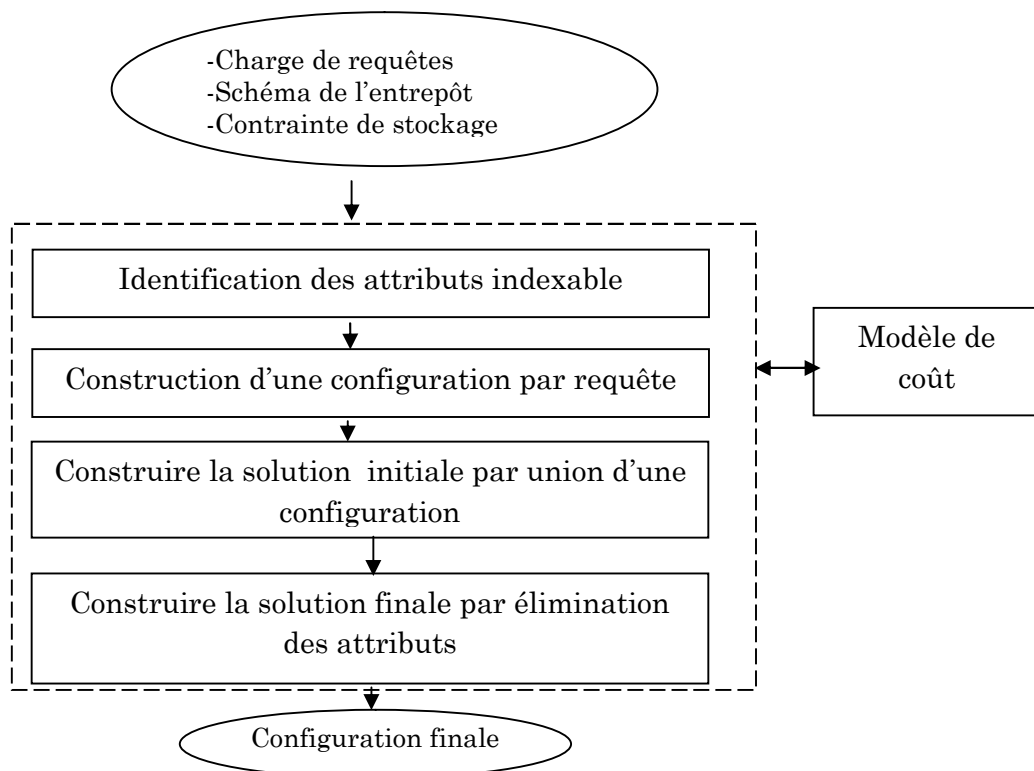 -Charge de requêtes
-Schéma de l’entrepôt
-Contrainte de stockage
Identification des attributs indexable
Construction d’une configuration par requête
Modèle de
coût
Construire la solution  initiale par union d’une
configuration
Construire la solution finale par élimination
des attributs
Configuration finale